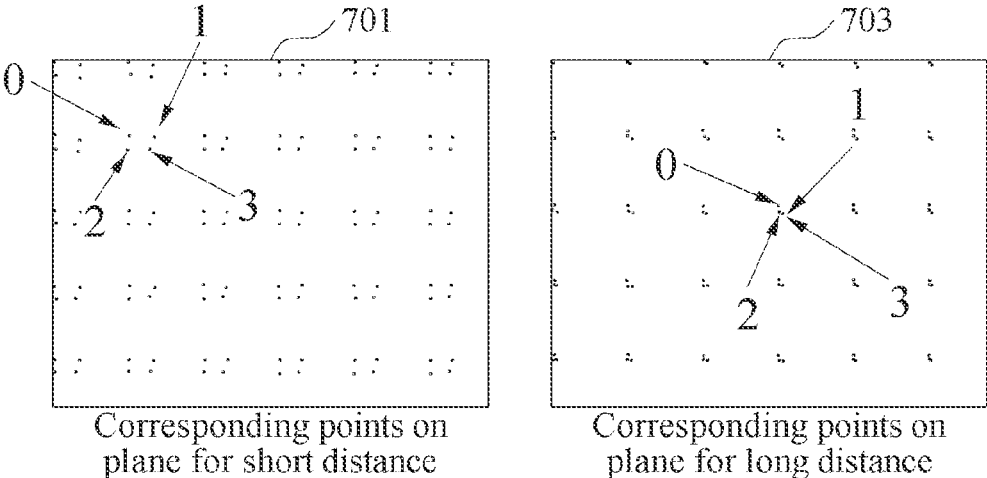 701
1
0
2
3
Corresponding points on
plane for short distance
703
1
0
2
3
Corresponding points on
plane for long distance